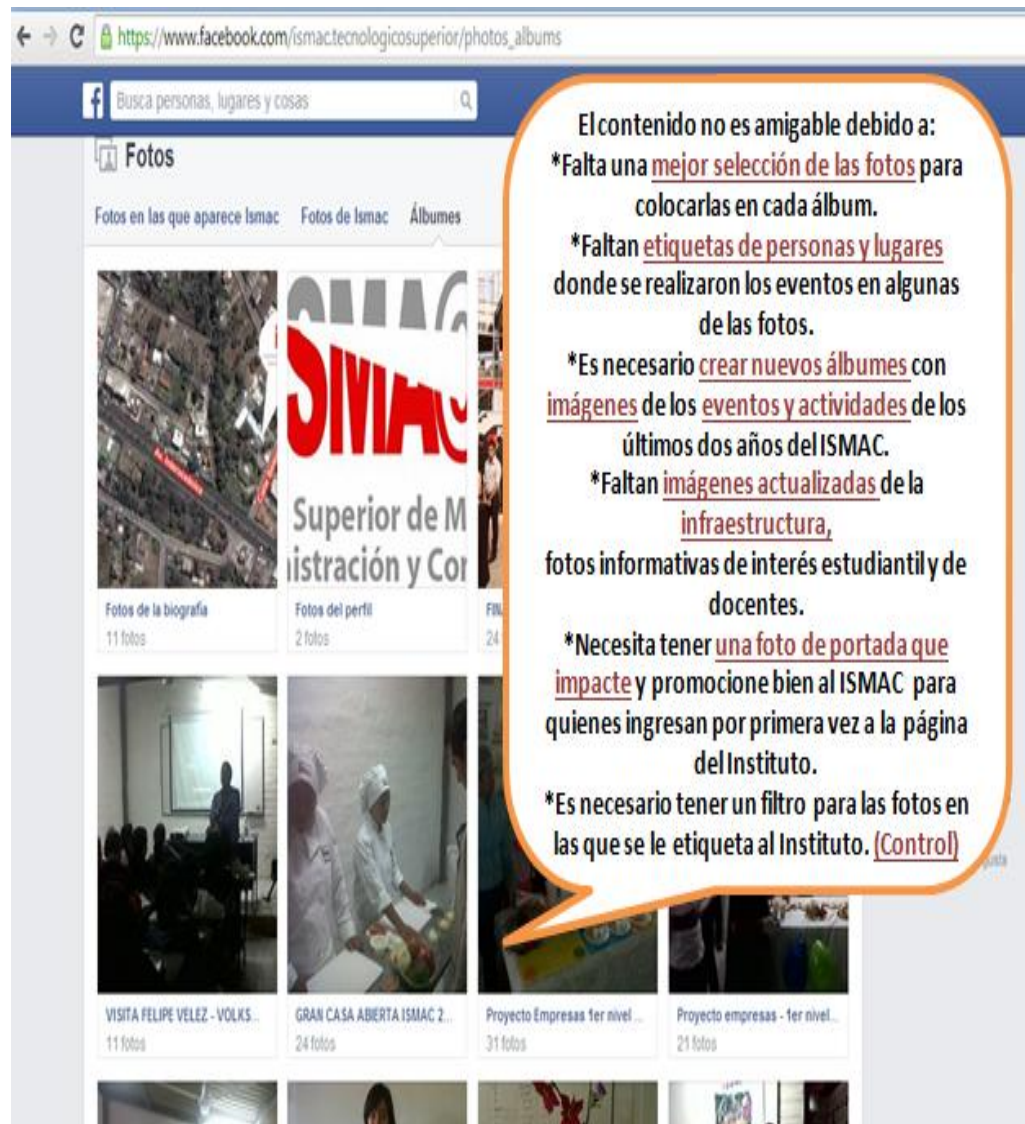 https://www.facebook.com/ismac.tecnologicosuperior/photos_albums
Busca personas, lugares y cosas
Fotos
Fotos en las que aparece Ismac Fotos de Ismac Álbumes
El contenido no es amigable debido a:
*Falta una mejor selección de las fotos para
colocarlas en cada álbum.
*Faltan etiquetas de personas y lugares
donde se realizaron los eventos en algunas
de las fotos.
*Es necesario crear nuevos álbumes con
imágenes de los eventos y actividades de los
últimos dos años del ISMAC.
*Faltan imágenes actualizadas de la
infraestructura,
fotos informativas de interés estudiantil y de
docentes.
*Necesita tener una foto de portada que
impacte y promocione bien al ISMAC para
quienes ingresan por primera vez a la página
del Instituto.
*Es necesario tener un filtro para las fotos en
las que se le etiqueta al Instituto. (Control)
SMAC
Superior de M
istración y Cor
Fotos de la biografía
11 fotos
Fotos del perfil
2 fotos
24
VISITA FELIPE VELEZ - VOLKS...
11 fotos
GRAN CASA ABIERTA ISMAC 2...
24 fotos
Proyecto Empresas 1er nivel ...
31 fotos
Proyecto empresas - 1er nivel...
21 fotos